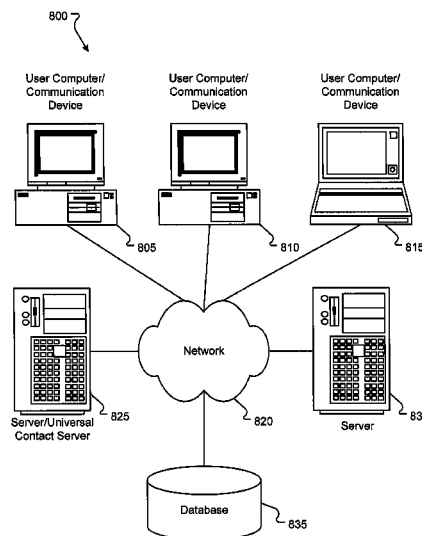 800
User Computer/
Communication
Device
User Computer/
Communication
Device
User Computer/
Communication
Device
805
810
815
Network
825
820
Server/Universal
Contact Server
Server
Database
835